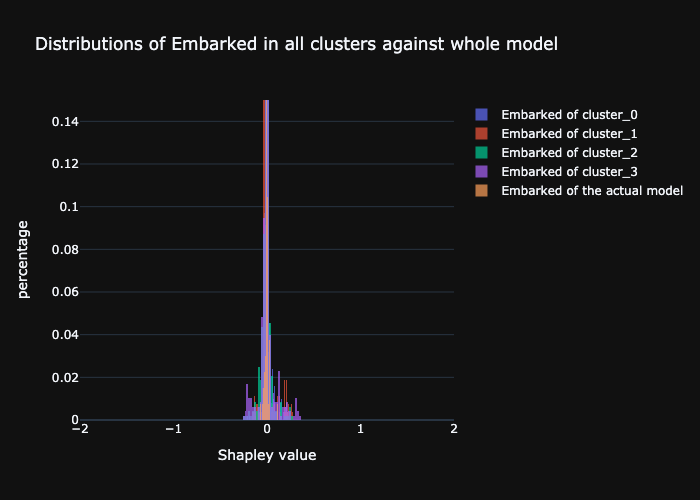 Distributions of Embarked in all clusters against whole model
Embarked of cluster_0
Embarked of cluster_1
Embarked of cluster_2
Embarked of cluster_3
Embarked of the actual model
percentage
0.14
0.12
0.1
0.08
0.06
0.04
0.02
0
−2
−1
0
1
2
Shapley value